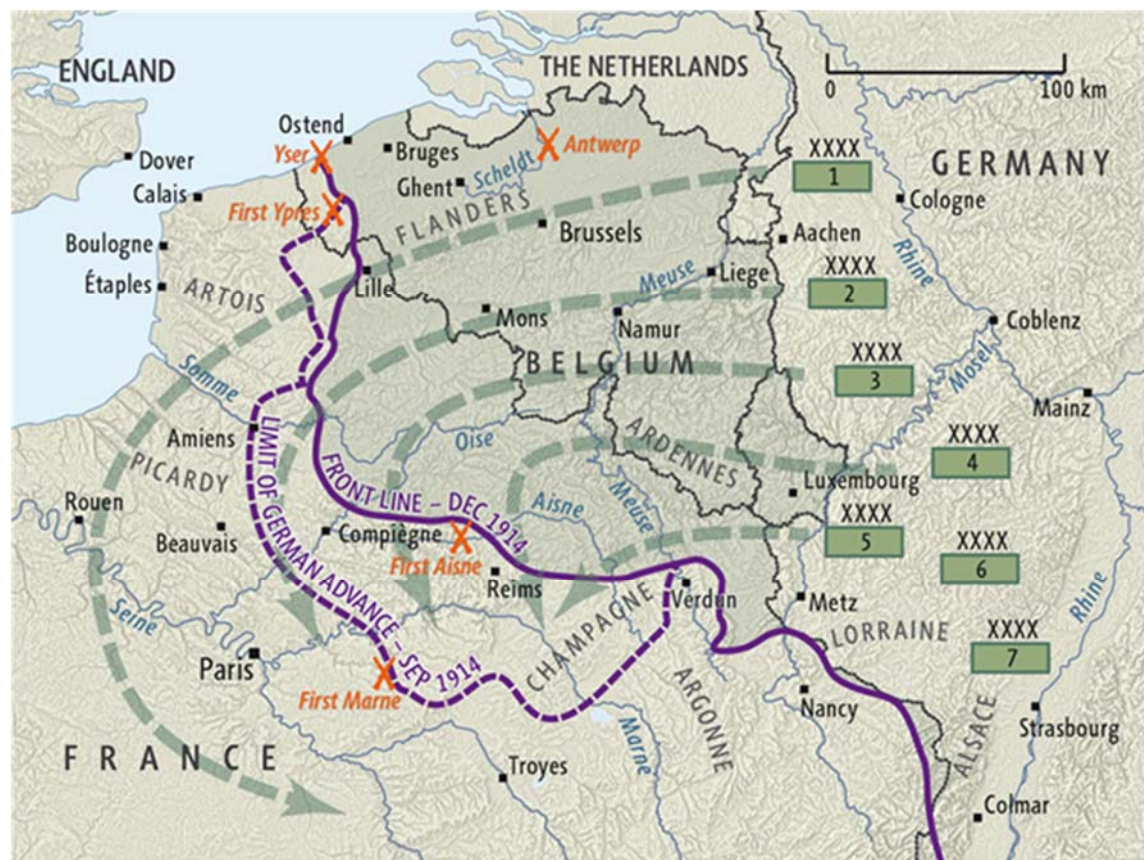 ENGLAND
THE NETHERLANDS
0 100 km
Ostend
Yser
Bruges
Antwerp
XXXX
1
GERMANY
Dover
Calais
Ghent
Scheldt
Cologne
First Ypres
FLANDERS
Brussels
Aachen
Rhine
Boulogne
XXXX
2
Liege
Meuse
Étaples
ARTOIS
Lille
Mons
Namur
Coblenz
BELGIUM
XXXX
3
Mosel
Mainz
Somme
Amiens
Oise
ARDENNES
XXXX
4
PICARDY
LIMIT OF GERMAN ADVANCE – SEP 1914
FRONT LINE – DEC 1914
Luxembourg
Rouen
Aisne
Meuse
XXXX
5
Beauvais
Compiègne
First Aisne
XXXX
6
Reims
Verdun
Metz
Rhine
Seine
CHAMPAGNE
LORRAINE
XXXX
7
Paris
First Marne
ARGONNE
Nancy
Strasbourg
Marne
ALSACE
FRANCE
Troyes
Colmar